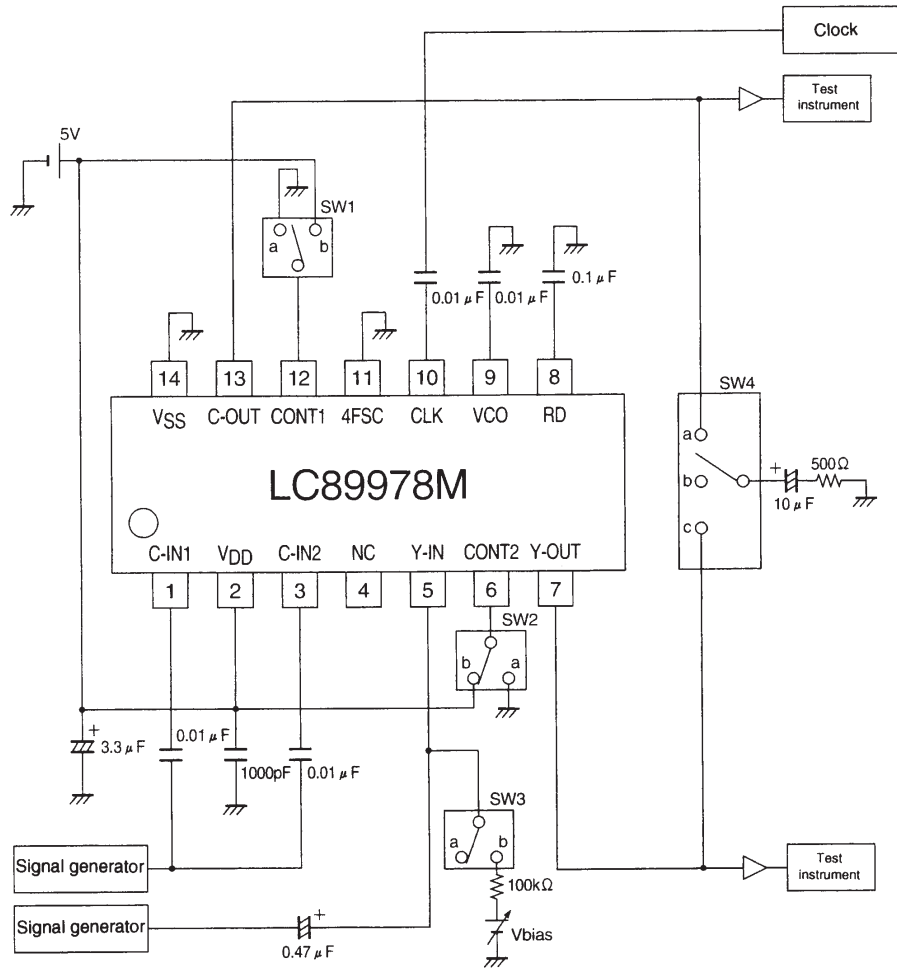 Clock
Test
instrument
5V
SW1
a b
0.01 µF 0.01 µF 0.1 µF
14 13 12 11 10 9 8
VSS C-OUT CONT1 4FSC CLK VCO RD
SW4
a
b
c
+
500Ω
10 µF
LC89978M
C-IN1 VDD C-IN2 NC Y-IN CONT2 Y-OUT
1 2 3 4 5 6 7
SW2
b a
+
3.3 µF
0.01 µF
1000pF
0.01 µF
SW3
a b
100kΩ
Vbias
Signal generator
Signal generator
+
0.47 µF
Test
instrument